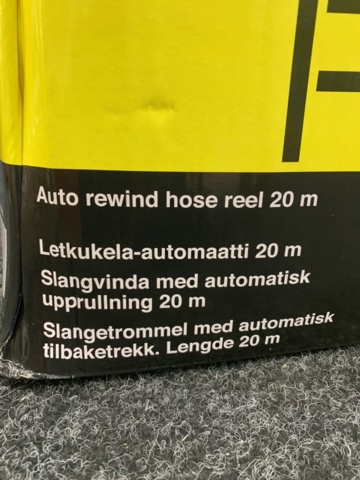 Auto rewind hose reel 20 m
Letkukela-automaatti 20 m
Slangvinda med automatisk
upprullning 20 m
Slangetrommel med automatisk
tilbaketrekk. Lengde 20 m